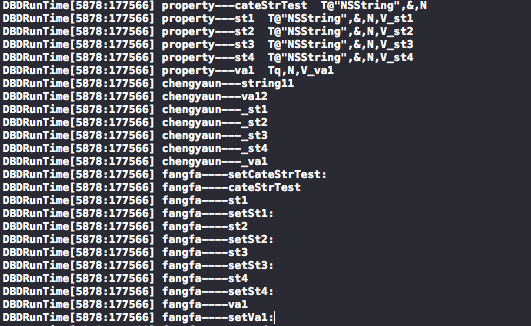 DBDRunTime[5878:177566] property---cateStrTest  T@"NSString",&,N
DBDRunTime[5878:177566] property---st1  T@"NSString",&,N,V_st1
DBDRunTime[5878:177566] property---st2  T@"NSString",&,N,V_st2
DBDRunTime[5878:177566] property---st3  T@"NSString",&,N,V_st3
DBDRunTime[5878:177566] property---st4  T@"NSString",&,N,V_st4
DBDRunTime[5878:177566] property---va1  Tq,N,V_va1
DBDRunTime[5878:177566] chengyaun---string11
DBDRunTime[5878:177566] chengyaun---va12
DBDRunTime[5878:177566] chengyaun---_st1
DBDRunTime[5878:177566] chengyaun---_st2
DBDRunTime[5878:177566] chengyaun---_st3
DBDRunTime[5878:177566] chengyaun---_st4
DBDRunTime[5878:177566] chengyaun---_va1
DBDRunTime[5878:177566] fangfa----setCateStrTest:
DBDRunTime[5878:177566] fangfa----cateStrTest
DBDRunTime[5878:177566] fangfa----st1
DBDRunTime[5878:177566] fangfa----setSt1:
DBDRunTime[5878:177566] fangfa----st2
DBDRunTime[5878:177566] fangfa----setSt2:
DBDRunTime[5878:177566] fangfa----st3
DBDRunTime[5878:177566] fangfa----setSt3:
DBDRunTime[5878:177566] fangfa----st4
DBDRunTime[5878:177566] fangfa----setSt4:
DBDRunTime[5878:177566] fangfa----va1
DBDRunTime[5878:177566] fangfa----setVa1: